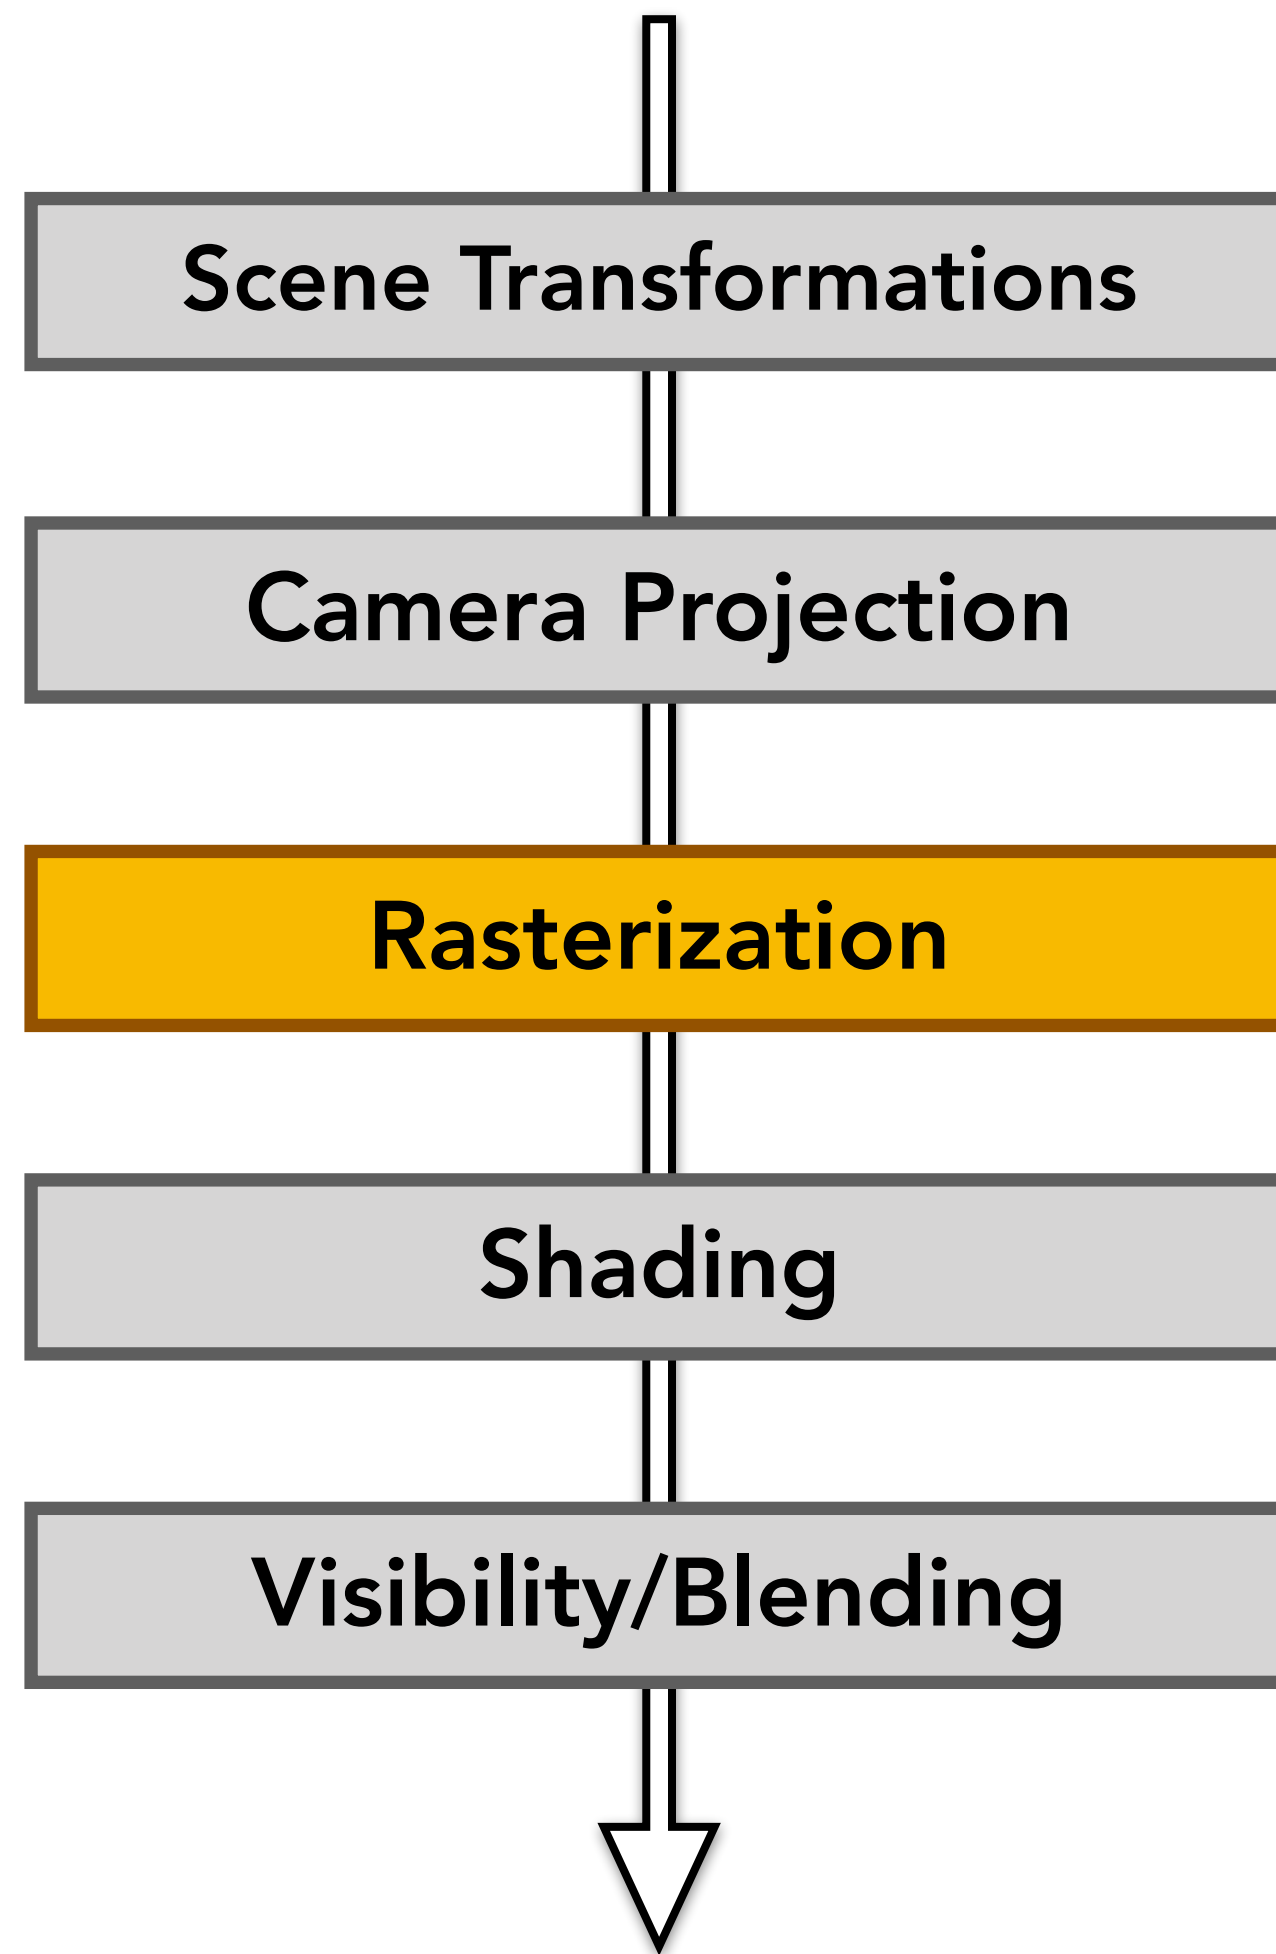 Scene Transformations
Camera Projection
Rasterization
Shading
Visibility/Blending